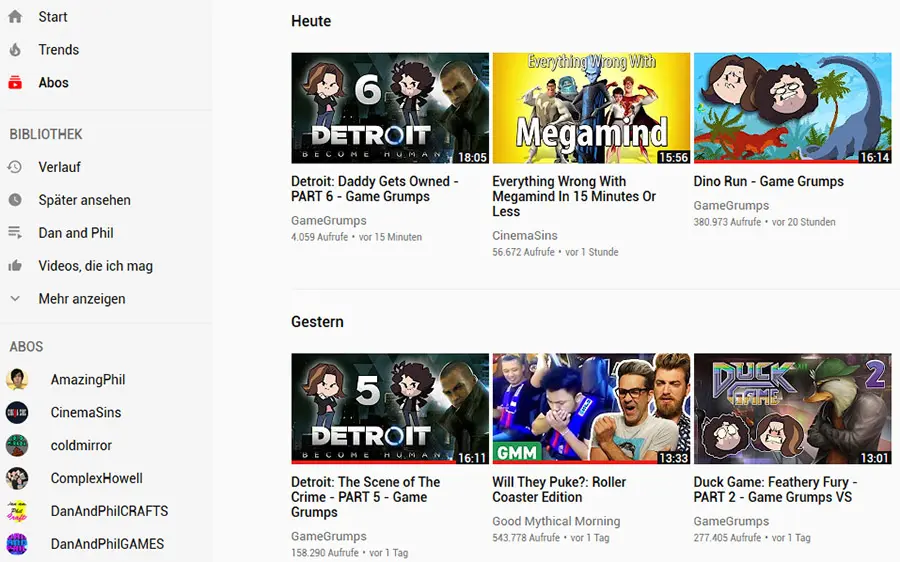 Start
Trends
Abos
BIBLIOTHEK
Verlauf
Später ansehen
Dan and Phil
Videos, die ich mag
Mehr anzeigen
ABOS
AmazingPhil
CinemaSins
coldmirror
ComplexHowell
DanAndPhilCRAFTS
DanAndPhilGAMES
Heute
6
DETROIT
BECOME HUMAN
18:05
Detroit: Daddy Gets Owned -
PART 6 - Game Grumps
GameGrumps
4.059 Aufrufe • vor 15 Minuten
Everything Wrong With
Megamind
15:56
Everything Wrong With
Megamind In 15 Minutes Or
Less
CinemaSins
56.672 Aufrufe • vor 1 Stunde
16:14
Dino Run - Game Grumps
GameGrumps
380.973 Aufrufe • vor 20 Stunden
Gestern
5
DETROIT
BECOME HUMAN
16:11
Detroit: The Scene of The
Crime - PART 5 - Game
Grumps
GameGrumps
158.290 Aufrufe • vor 1 Tag
GMM
13:33
Will They Puke?: Roller
Coaster Edition
Good Mythical Morning
543.778 Aufrufe • vor 1 Tag
DUCK
GAME
2
13:01
Duck Game: Feathery Fury -
PART 2 - Game Grumps VS
GameGrumps
277.405 Aufrufe • vor 1 Tag